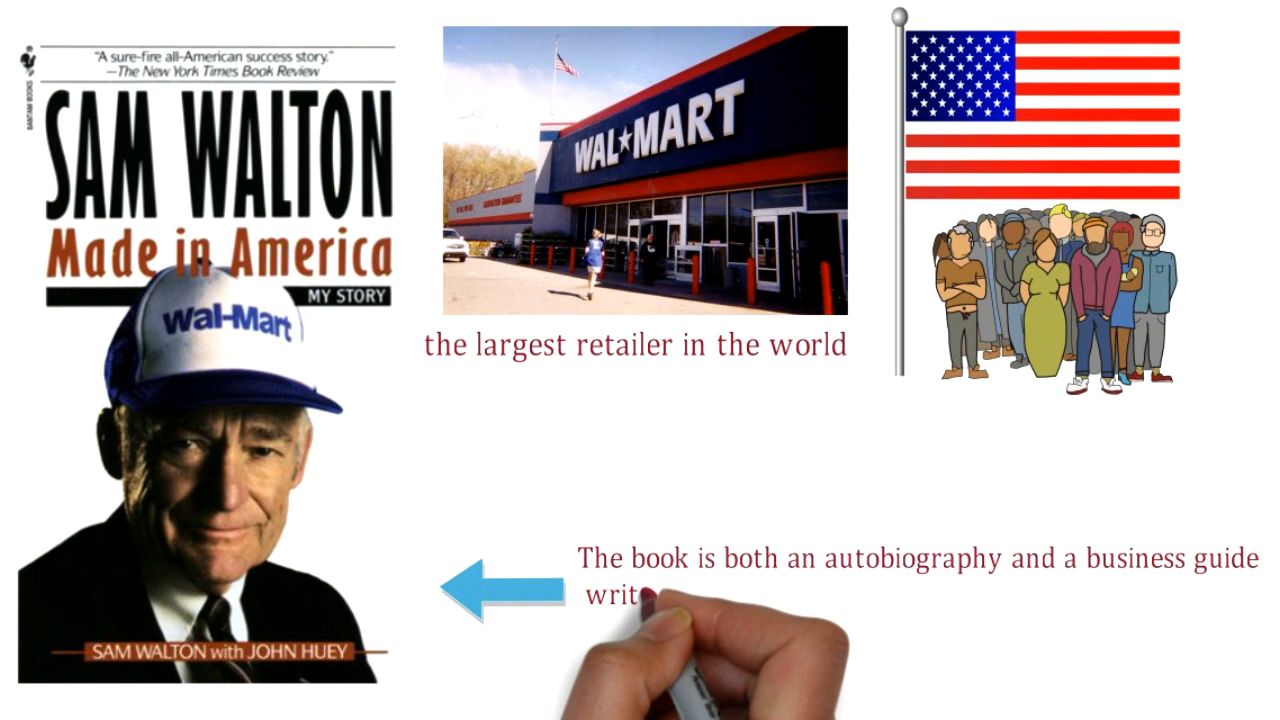 "A sure-fire all-American success story."
—The New York Times Book Review
BANTAM BOOKS
SAM WALTON
Made in America
MY STORY
Wal-Mart
SAM WALTON with JOHN HUEY
WAL★MART
the largest retailer in the world
The book is both an autobiography and a business guide
writ